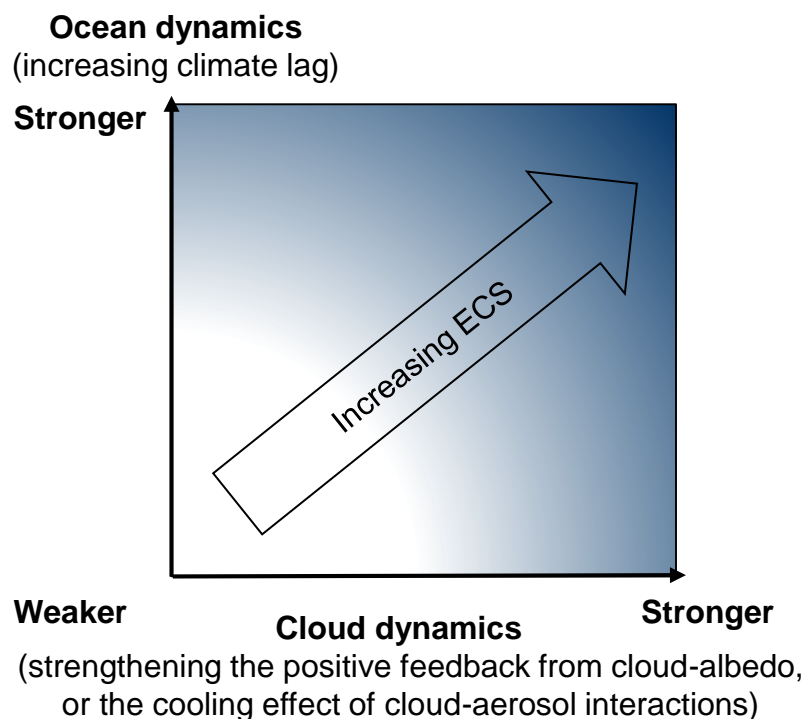 Ocean dynamics
(increasing climate lag)
Stronger
Increasing ECS
Weaker
Stronger
Cloud dynamics
(strengthening the positive feedback from cloud-albedo,
or the cooling effect of cloud-aerosol interactions)